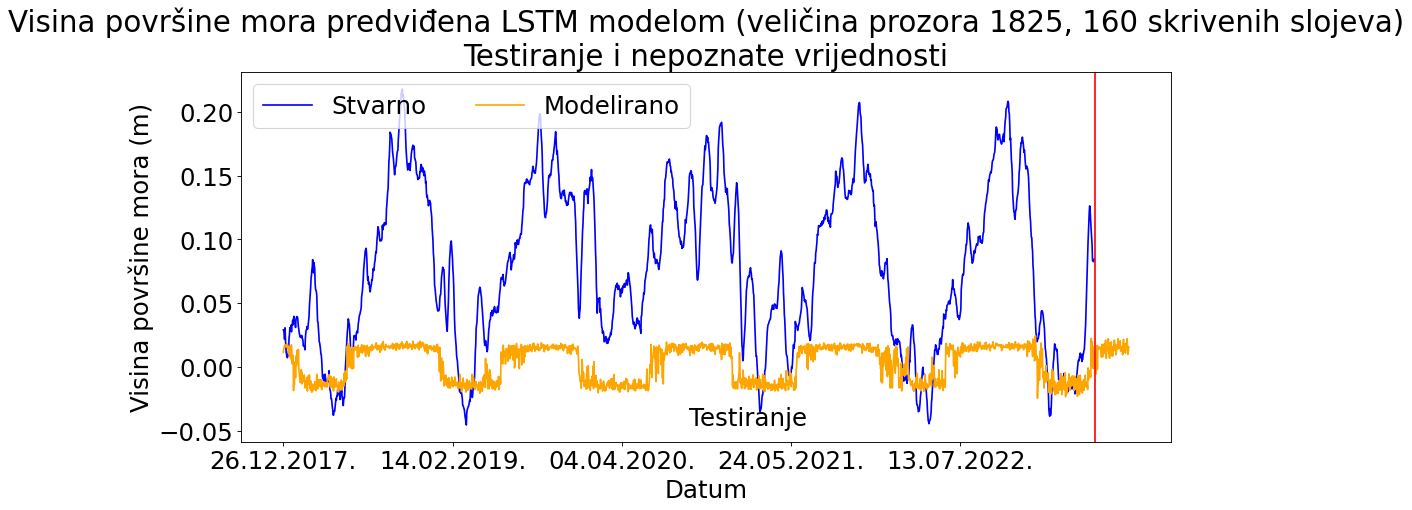 Visina površine mora predviđena LSTM modelom (veličina prozora 1825, 160 skrivenih slojeva)
Testiranje i nepoznate vrijednosti
Stvarno
Modelirano
Visina površine mora (m)
0.20
0.15
0.10
0.05
0.00
−0.05
Testiranje
26.12.2017.
14.02.2019.
04.04.2020.
24.05.2021.
13.07.2022.
Datum